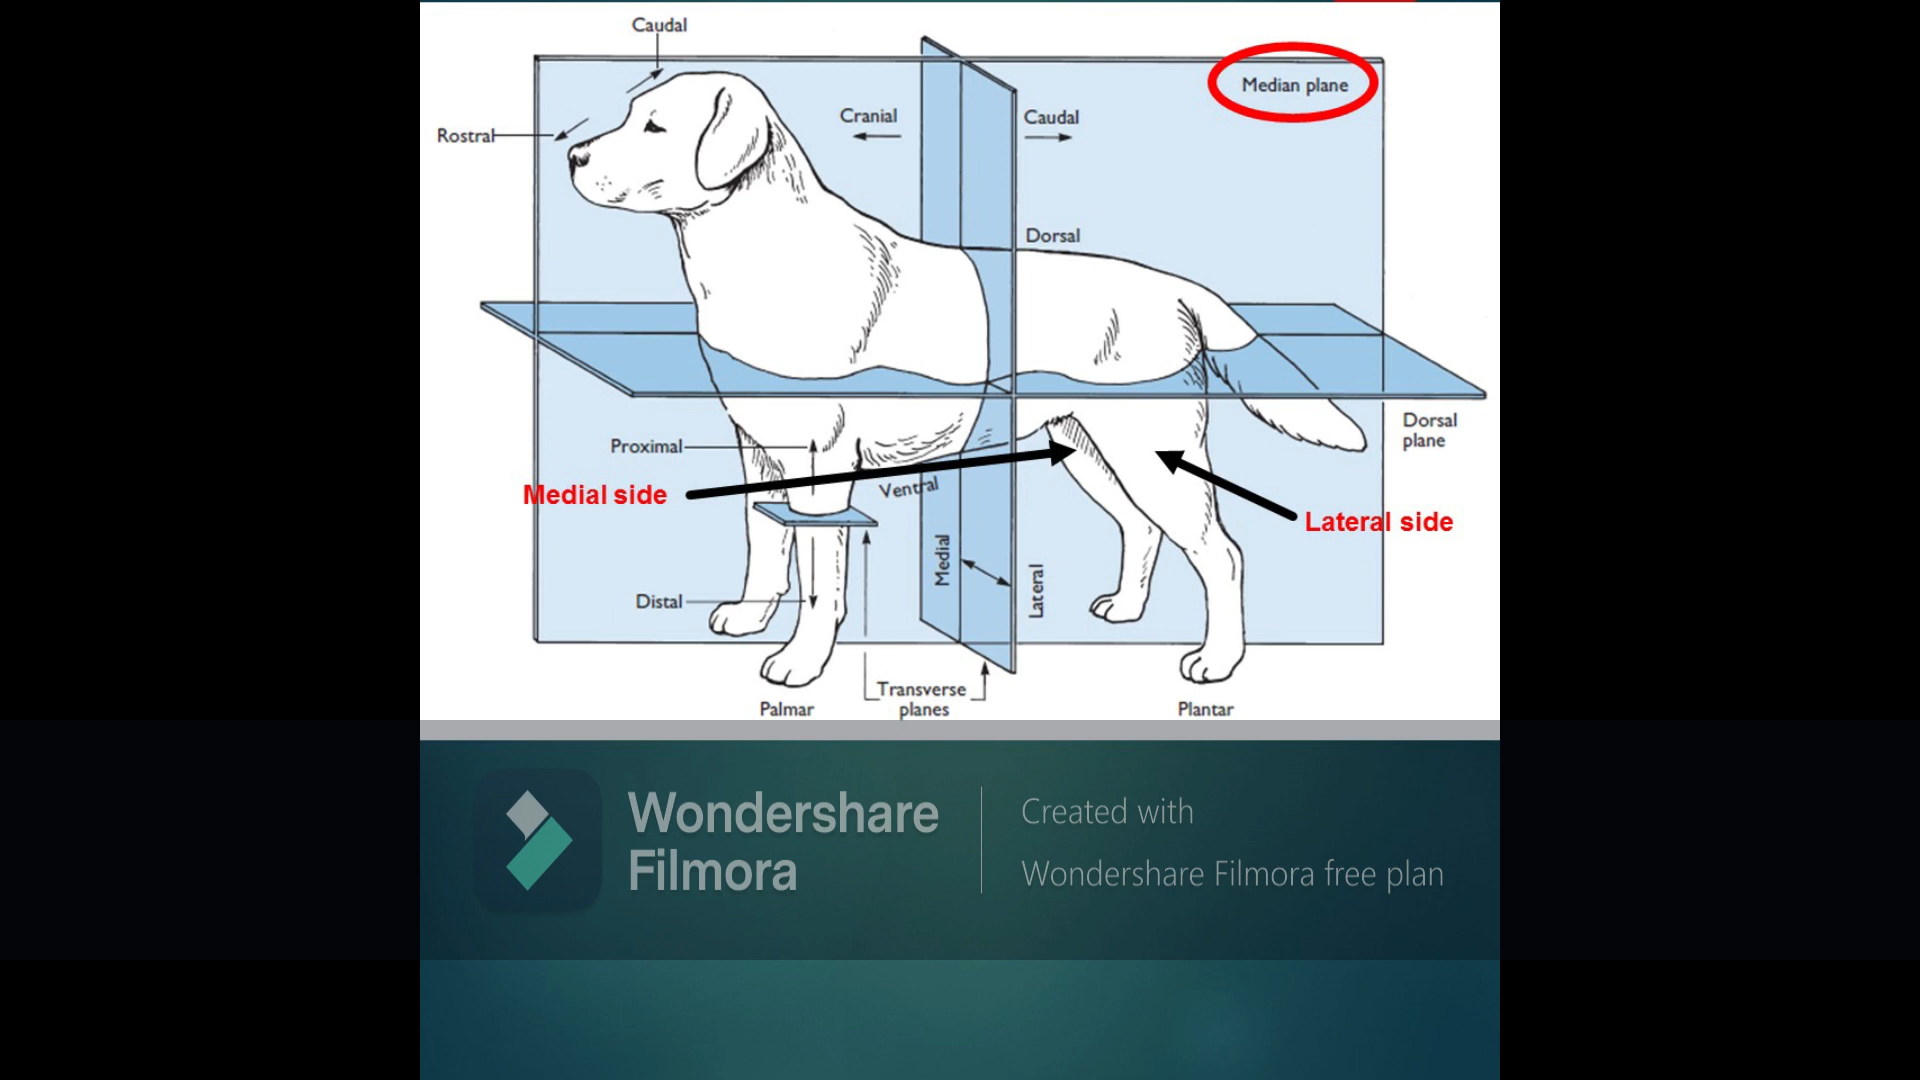 Caudal
Median plane
Cranial
Caudal
Rostral
Dorsal
Dorsal
plane
Proximal
Medial side
Ventral
Lateral side
Medial
Lateral
Distal
Transverse
planes
Palmar
Plantar
Wondershare
Filmora
Created with
Wondershare Filmora free plan